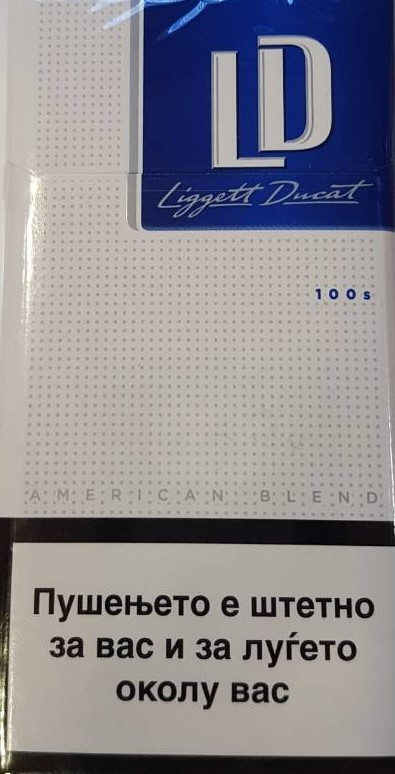 LD
Liggett Ducat
100s
AMERICAN BLEND
Пушењето е штетно
за вас и за луѓето
околу вас